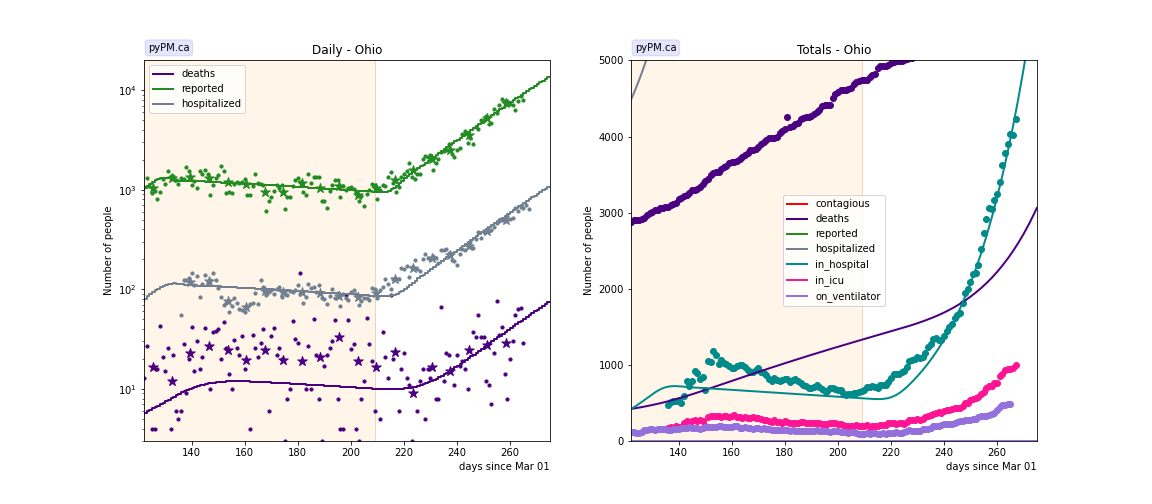 pyPM.ca
Daily - Ohio
deaths
reported
hospitalized
Number of people
10⁴
10³
10²
10¹
140 160 180 200 220 240 260
days since Mar 01
pyPM.ca
Totals - Ohio
contagious
deaths
reported
hospitalized
in_hospital
in_icu
on_ventilator
Number of people
5000
4000
3000
2000
1000
0
140 160 180 200 220 240 260
days since Mar 01